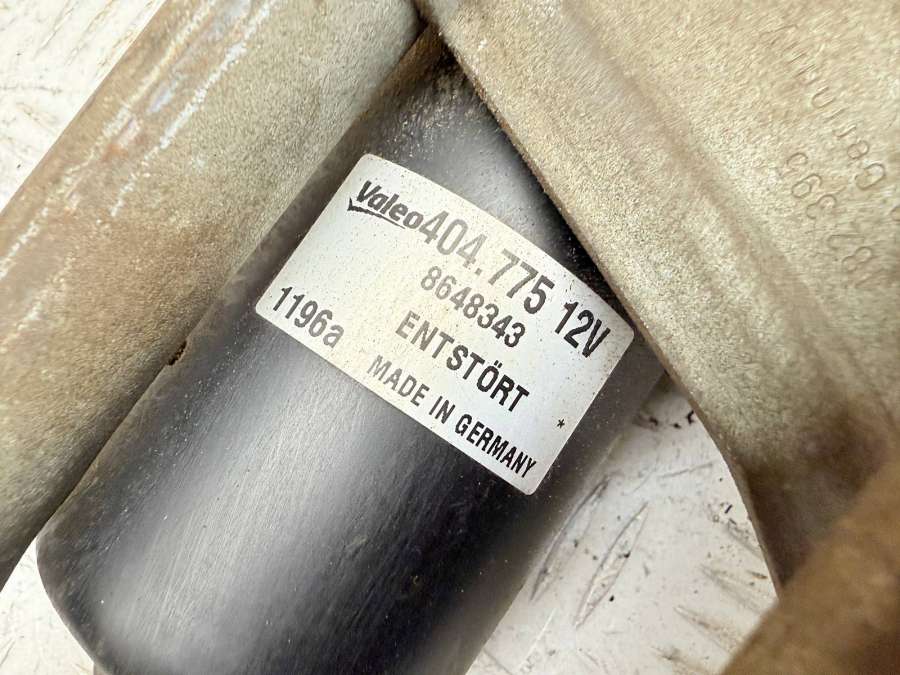 Valeo 404.775 12V
8648343
1196a ENTSTÖRT
MADE IN GERMANY *